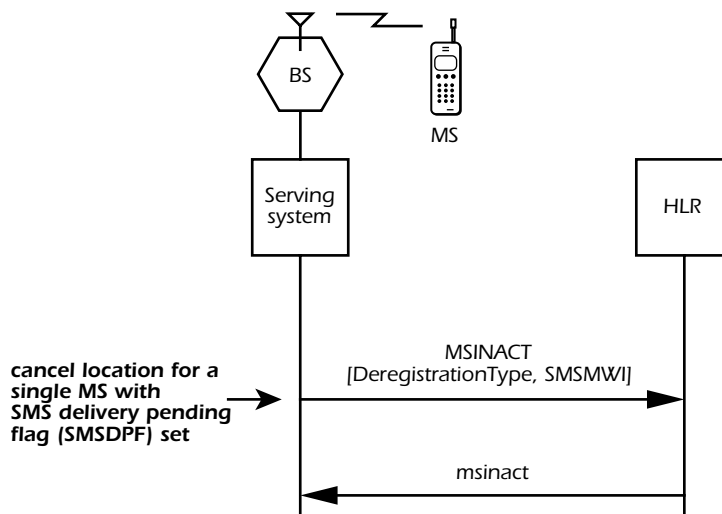 BS
MS
Serving
system
HLR
MSINACT
[DeregistrationType, SMSMWI]
cancel location for a
single MS with
SMS delivery pending
flag (SMSDPF) set
msinact